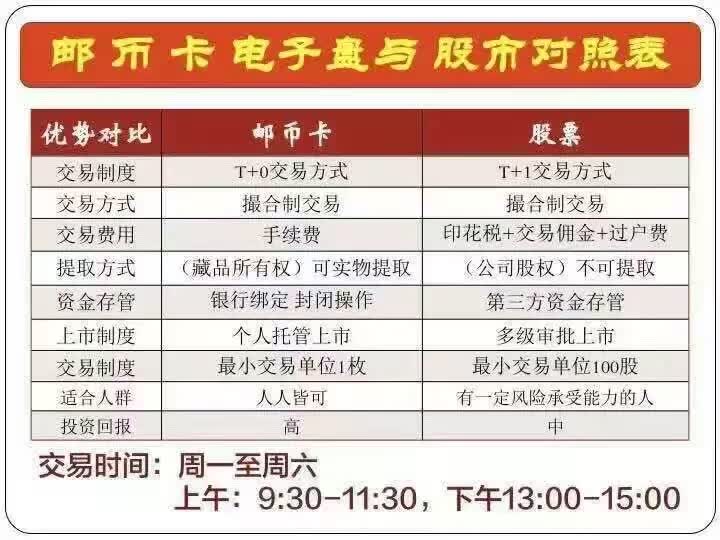 邮币卡电子盘与股市对照表
优势对比 邮币卡 股票
交易制度 T+0交易方式 T+1交易方式
交易方式 撮合制交易 撮合制交易
交易费用 手续费 印花税+交易佣金+过户费
提取方式 （藏品所有权）可实物提取 （公司股权）不可提取
资金存管 银行绑定 封闭操作 第三方资金存管
上市制度 个人托管上市 多级审批上市
交易制度 最小交易单位1枚 最小交易单位100股
适合人群 人人皆可 有一定风险承受能力的人
投资回报 高 中
交易时间：周一至周六
上午：9:30-11:30，下午13:00-15:00